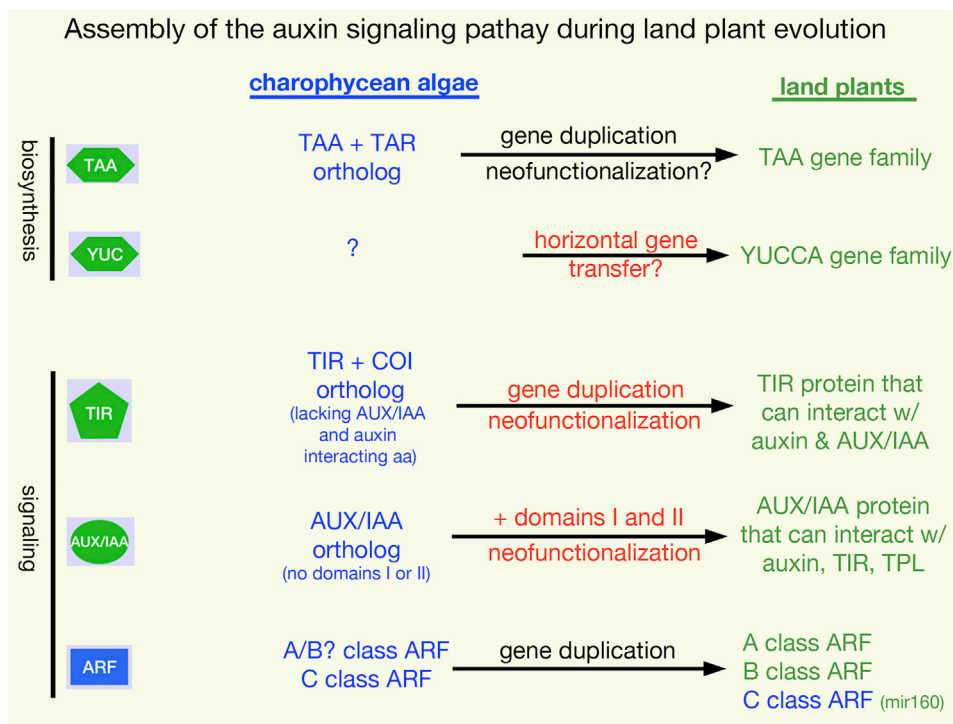 Assembly of the auxin signaling pathay during land plant evolution
charophycean algae
land plants
biosynthesis
TAA
TAA + TAR
ortholog
gene duplication
neofunctionalization?
TAA gene family
YUC
?
horizontal gene
transfer?
YUCCA gene family
signaling
TIR
TIR + COI
ortholog
(lacking AUX/IAA
and auxin
interacting aa)
gene duplication
neofunctionalization
TIR protein that
can interact w/
auxin & AUX/IAA
AUX/IAA
AUX/IAA
ortholog
(no domains I or II)
+ domains I and II
neofunctionalization
AUX/IAA protein
that can interact w/
auxin, TIR, TPL
ARF
A/B? class ARF
C class ARF
gene duplication
A class ARF
B class ARF
C class ARF (mir160)